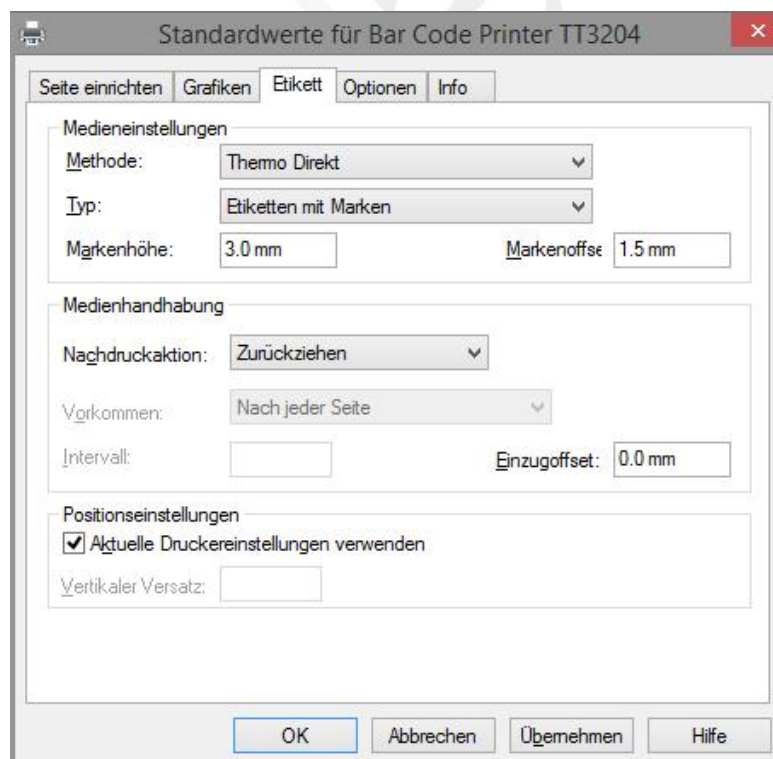 Standardwerte für Bar Code Printer TT3204
Seite einrichten Grafiken Etikett Optionen Info
Medieneinstellungen
Methode: Thermo Direkt
Typ: Etiketten mit Marken
Markenhöhe: 3.0 mm Markenoffse 1.5 mm
Medienhandhabung
Nachdruckaktion: Zurückziehen
Vorkommen: Nach jeder Seite
Intervall: Einzugoffset: 0.0 mm
Positionseinstellungen
Aktuelle Druckereinstellungen verwenden
Vertikaler Versatz:
OK Abbrechen Übernehmen Hilfe